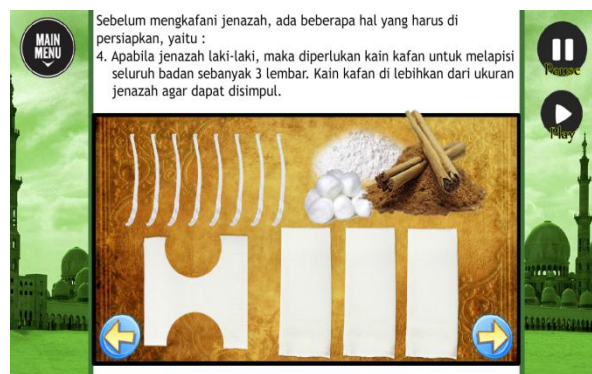 MAIN
MENU
Sebelum mengkafani jenazah, ada beberapa hal yang harus di
persiapkan, yaitu :
4. Apabila jenazah laki-laki, maka diperlukan kain kafan untuk melapisi
seluruh badan sebanyak 3 lembar. Kain kafan di lebihkan dari ukuran
jenazah agar dapat disimpul.
Pause
Play